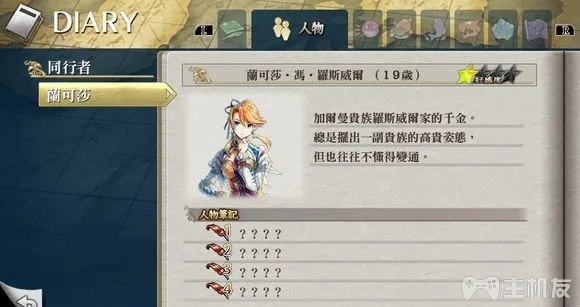 DIARY
L
人物
R
同行者
蘭可莎
蘭可莎·馮·羅斯威爾（19歲）
好感度
加爾曼貴族羅斯威爾家的千金。
總是擺出一副貴族的高貴姿態，
但也往往不懂得變通。
人物筆記
1 ？？？？
2 ？？？？
3 ？？？？
4 ？？？？
主机友